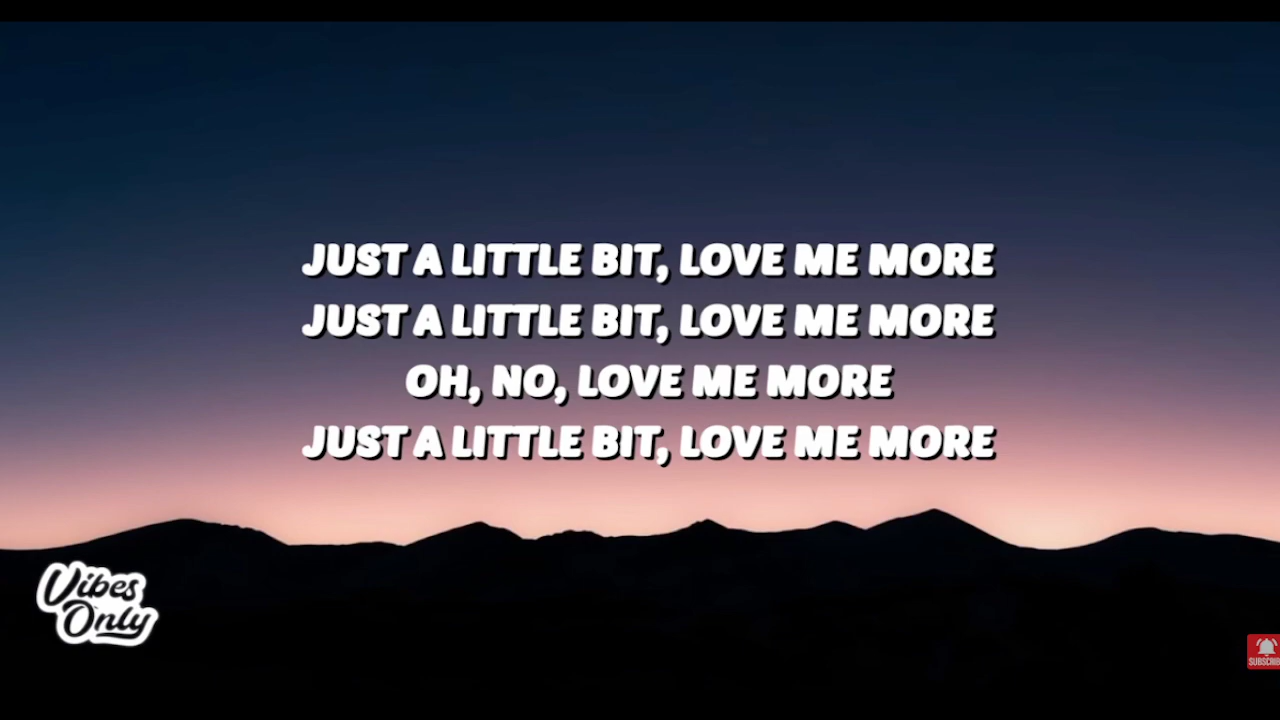 JUST A LITTLE BIT, LOVE ME MORE
JUST A LITTLE BIT, LOVE ME MORE
OH, NO, LOVE ME MORE
JUST A LITTLE BIT, LOVE ME MORE
Vibes
Only
SUBSCRIB